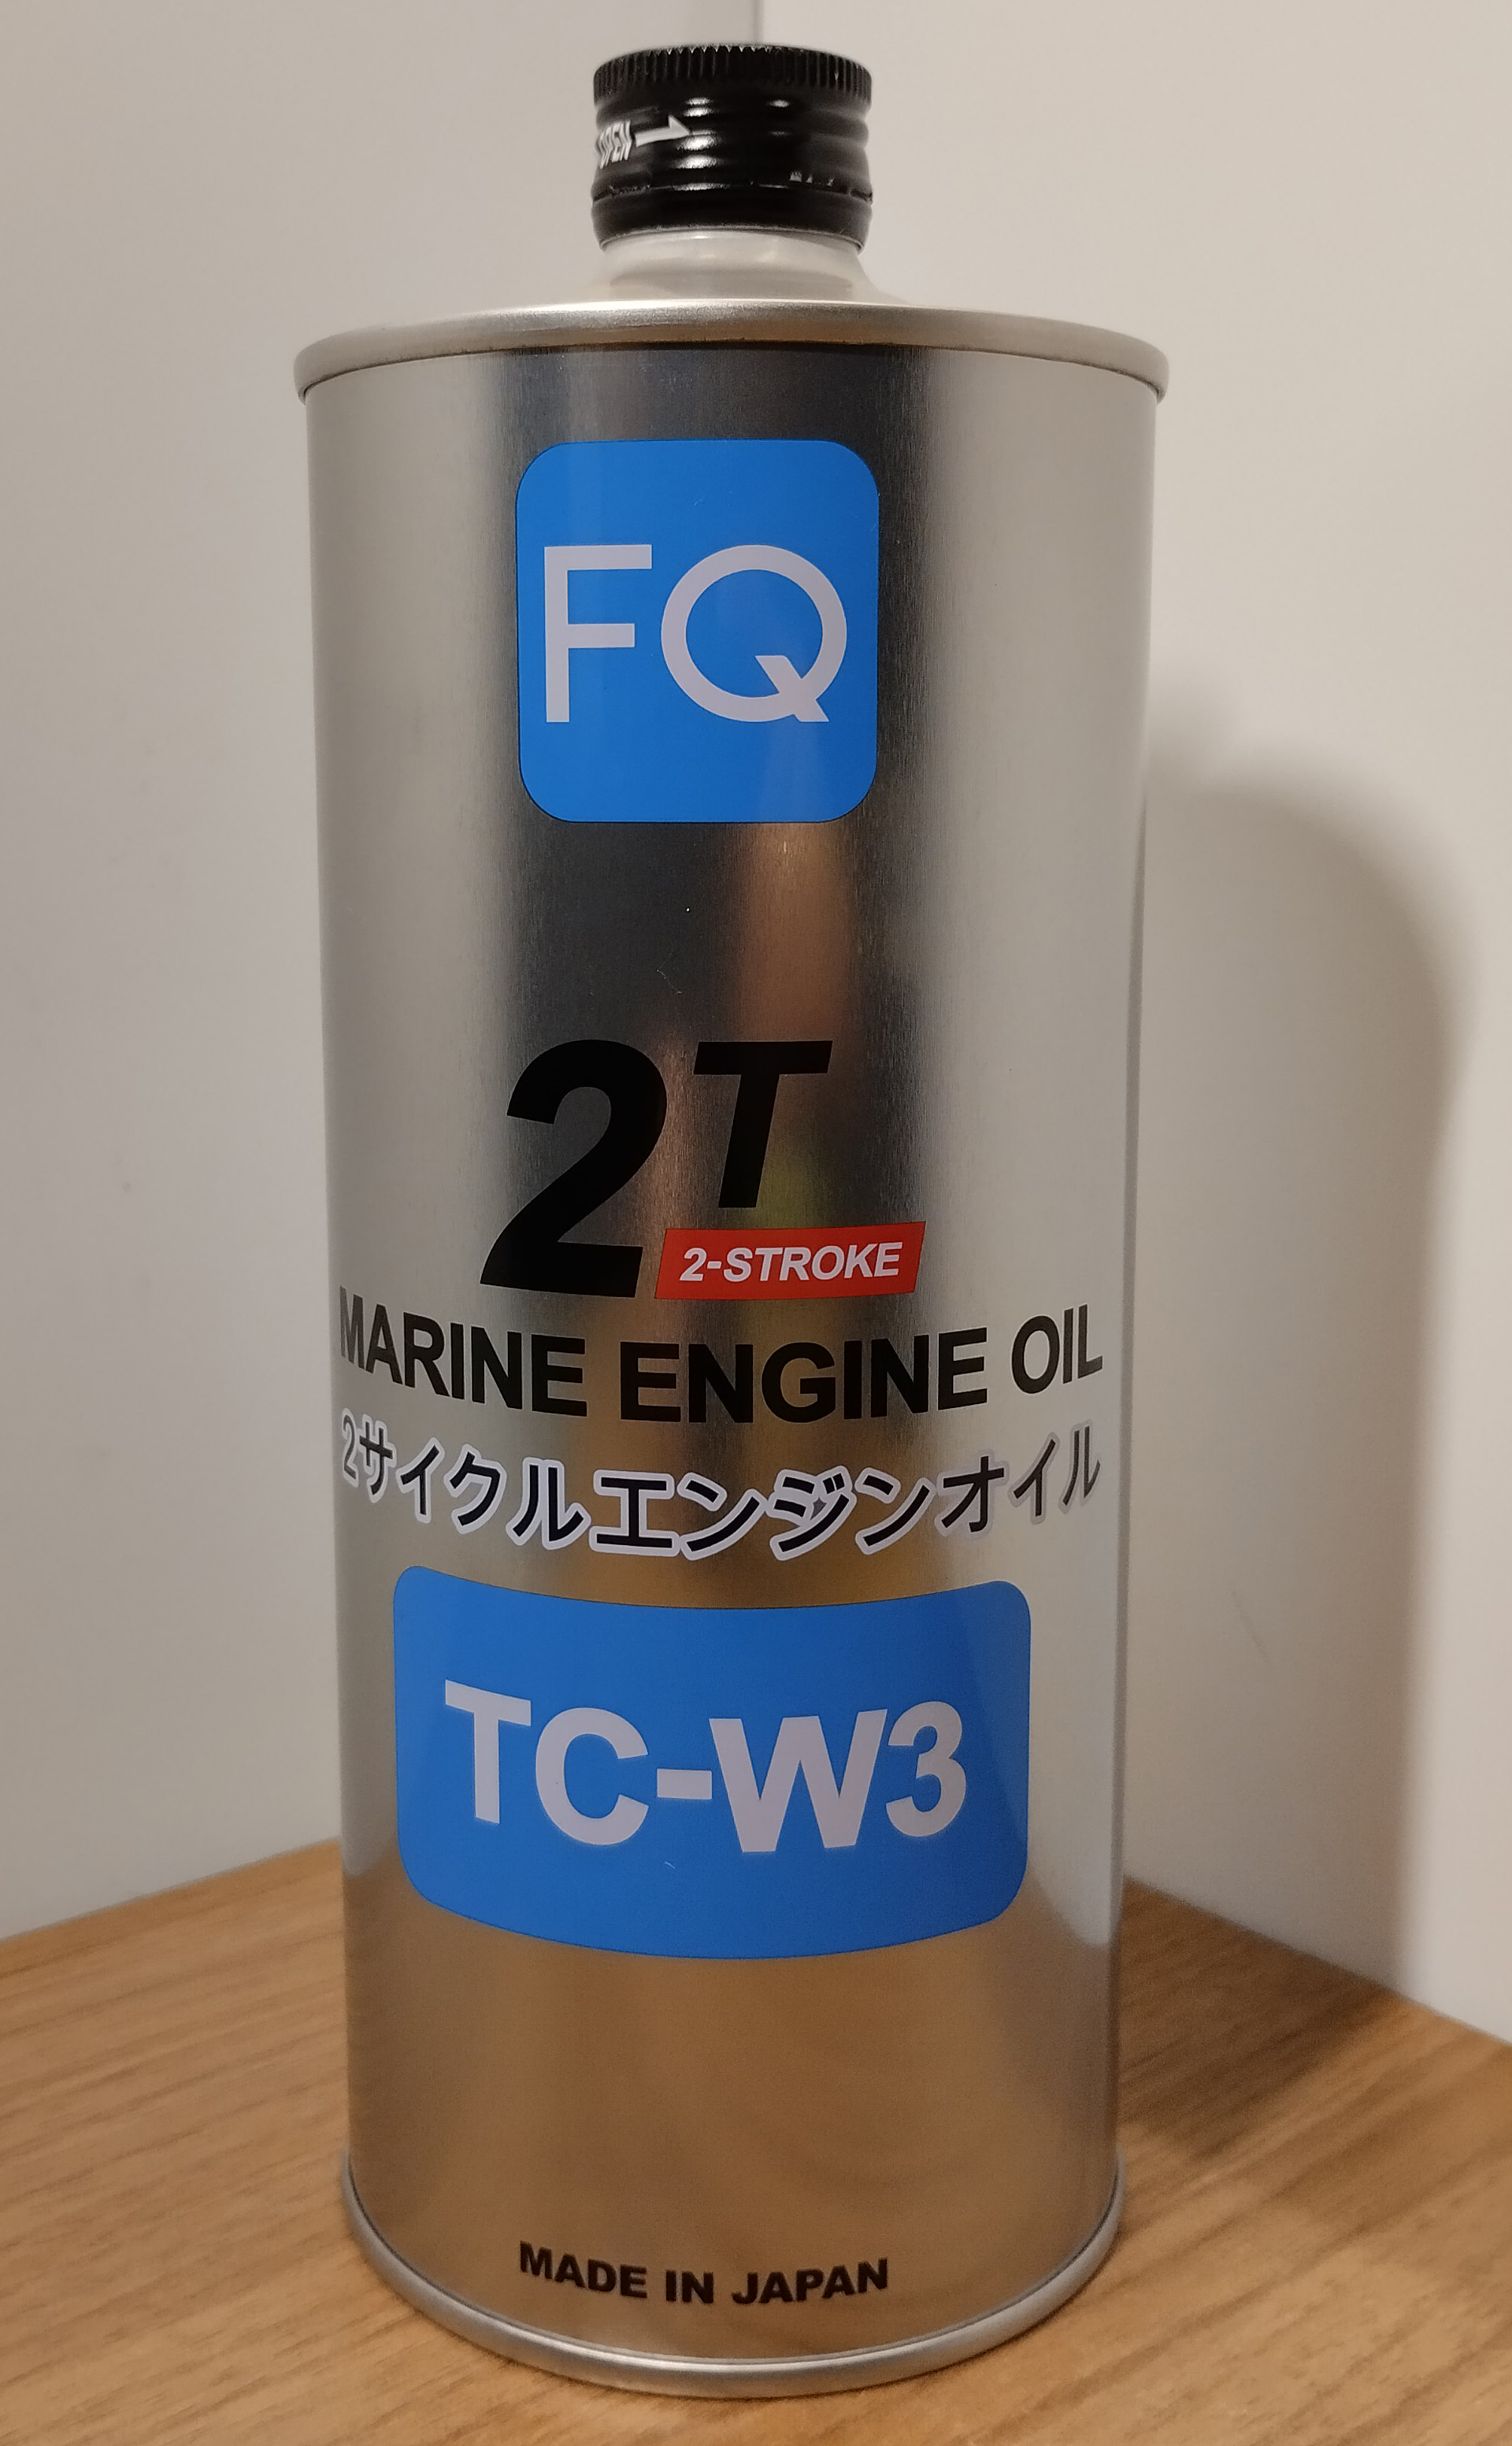 OPEN
FQ
2T
2-STROKE
MARINE ENGINE OIL
2サイクルエンジンオイル
TC-W3
MADE IN JAPAN